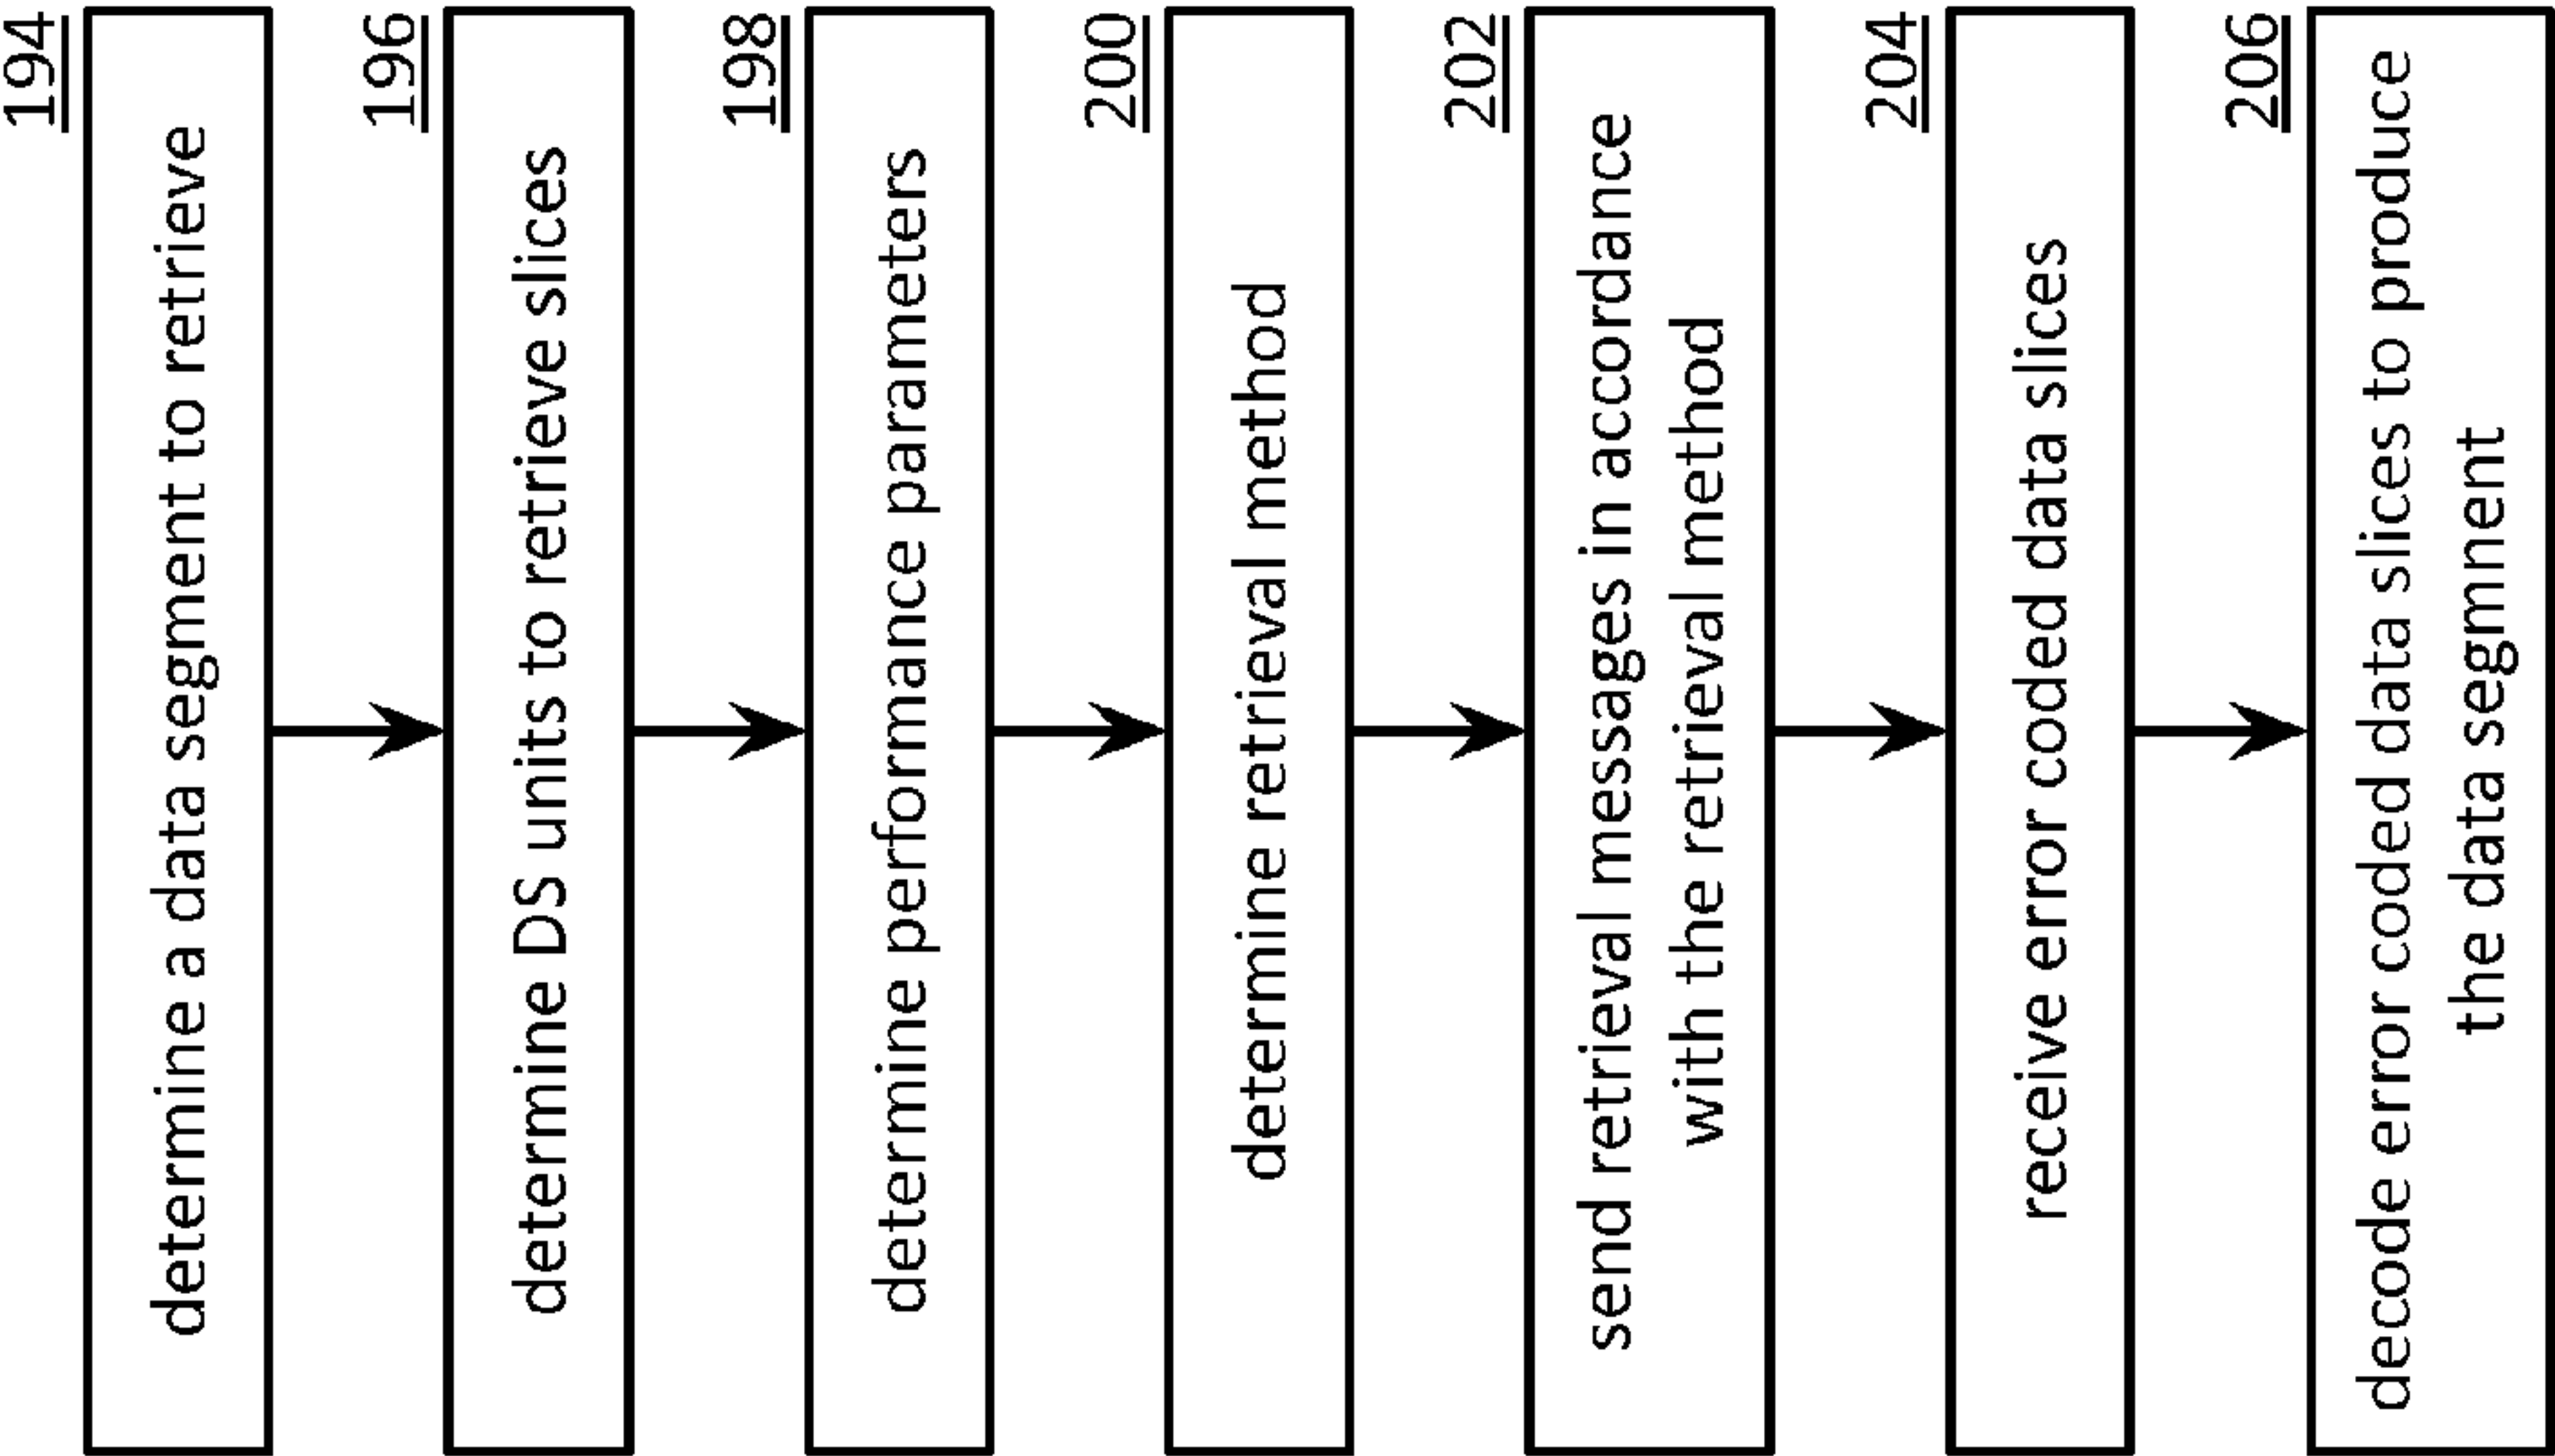 194
determine a data segment to retrieve
196
determine DS units to retrieve slices
198
determine performance parameters
200
determine retrieval method
202
send retrieval messages in accordance
with the retrieval method
204
receive error coded data slices
206
decode error coded data slices to produce
the data segmnent